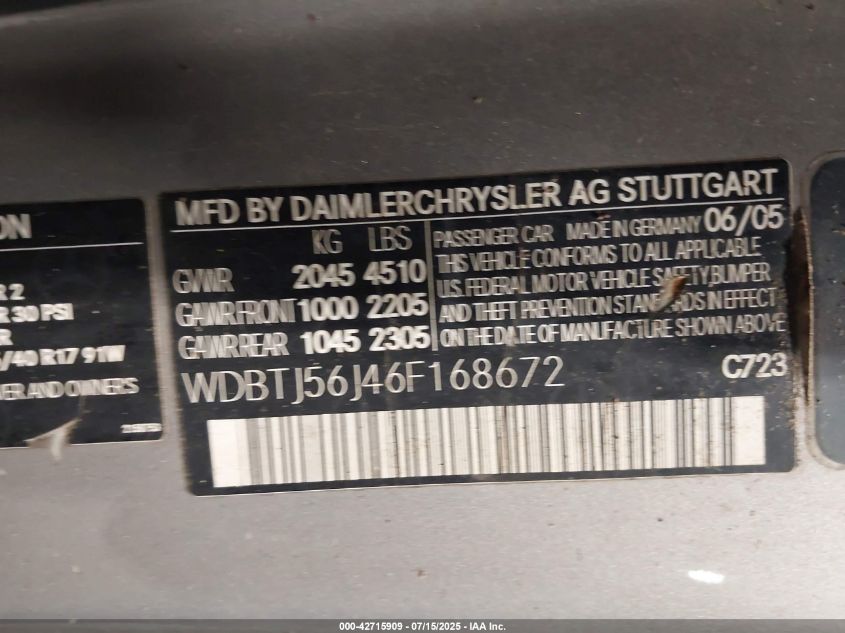 ON
R 2
R 30 PSI
R
/40 R17 91W
ER AND OWNERS
MFD BY DAIMLERCHRYSLER AG STUTTGART
KG LBS
GVWR 2045 4510
GAWR FRONT 1000 2205
GAWR REAR 1045 2305
PASSENGER CAR MADE IN GERMANY 06/05
THIS VEHICLE CONFORMS TO ALL APPLICABLE
U.S. FEDERAL MOTOR VEHICLE SAFETY, BUMPER
AND THEFT PREVENTION STANDARDS IN EFFECT
ON THE DATE OF MANUFACTURE SHOWN ABOVE
WDBTJ56J46F168672 C723
000-42715909 - 07/15/2025 - IAA Inc.